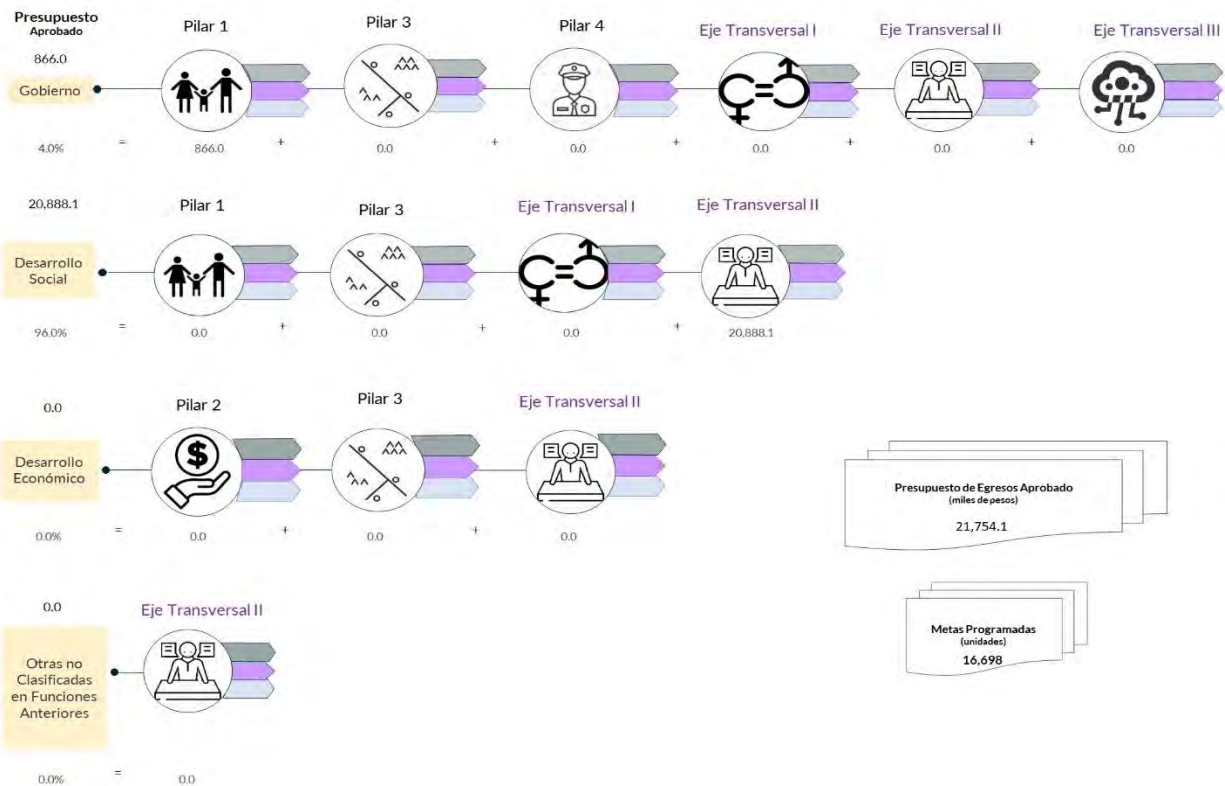 Presupuesto
Aprobado
866.0
Gobierno
4.0%
Pilar 1
Pilar 3
Pilar 4
Eje Transversal I
Eje Transversal II
Eje Transversal III
= 866.0 + 0.0 + 0.0 + 0.0 + 0.0 + 0.0
20,888.1
Desarrollo
Social
96.0%
Pilar 1
Pilar 3
Eje Transversal I
Eje Transversal II
= 0.0 + 0.0 + 0.0 + 20,888.1
0.0
Desarrollo
Económico
0.0%
Pilar 2
Pilar 3
Eje Transversal II
= 0.0 + 0.0 + 0.0
Presupuesto de Egresos Aprobado
(miles de pesos)
21,754.1
Metas Programadas
(unidades)
16,698
0.0
Otras no
Clasificadas
en Funciones
Anteriores
0.0%
Eje Transversal II
= 0.0